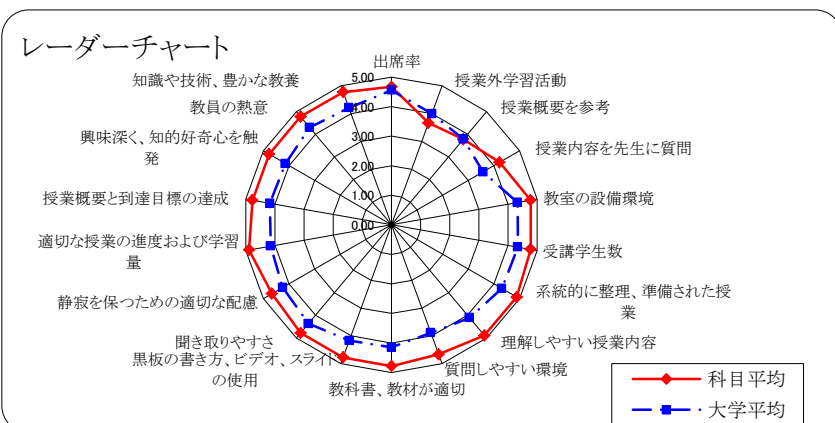 レーダーチャート
出席率
授業外学習活動
授業概要を参考
授業内容を先生に質問
教室の設備環境
受講学生数
系統的に整理、準備された授
業
理解しやすい授業内容
質問しやすい環境
教科書、教材が適切
黒板の書き方、ビデオ、スライド
の使用
聞き取りやすさ
静寂を保つための適切な配慮
適切な授業の進度および学習
量
授業概要と到達目標の達成
興味深く、知的好奇心を触
発
教員の熱意
知識や技術、豊かな教養
5.00
4.00
3.00
2.00
1.00
0.00
科目平均
大学平均